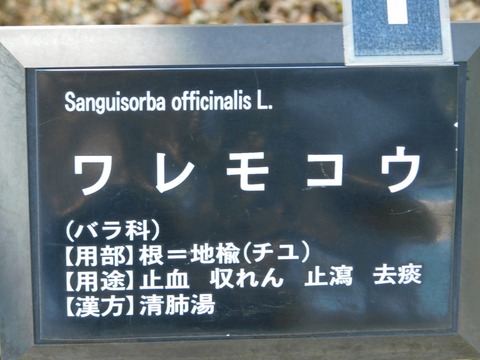 Sanguisorba officinalis L.
ワレモコウ
(バラ科)
【用部】根＝地楡(チユ)
【用途】止血 収れん 止瀉 去痰
【漢方】清肺湯